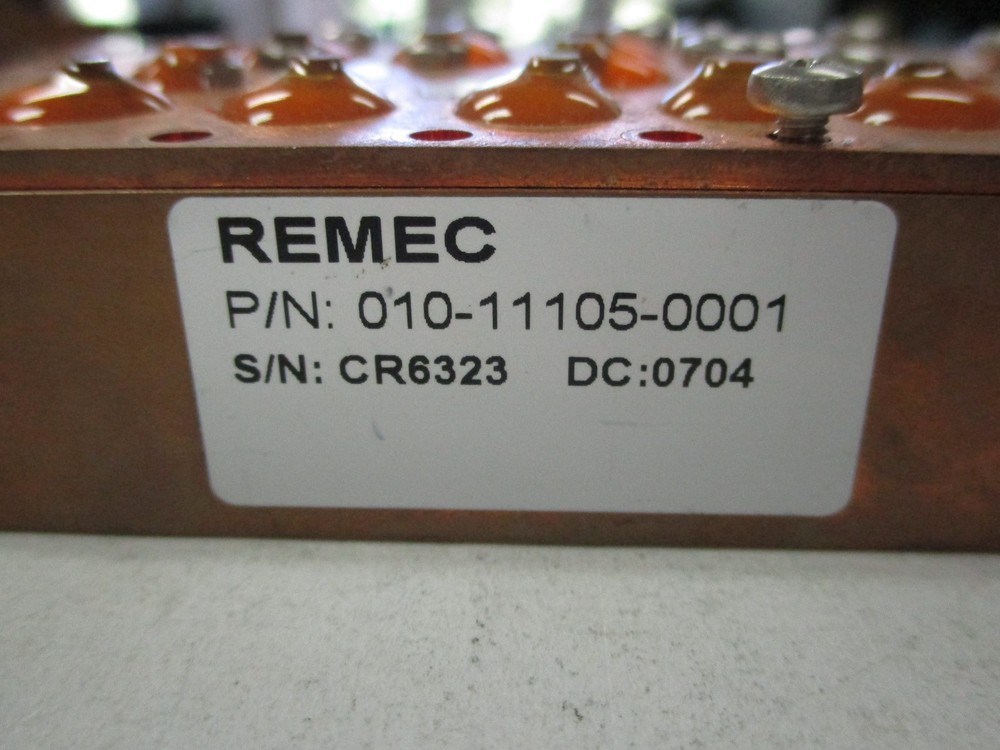 REMEC
P/N: 010-11105-0001
S/N: CR6323 DC:0704